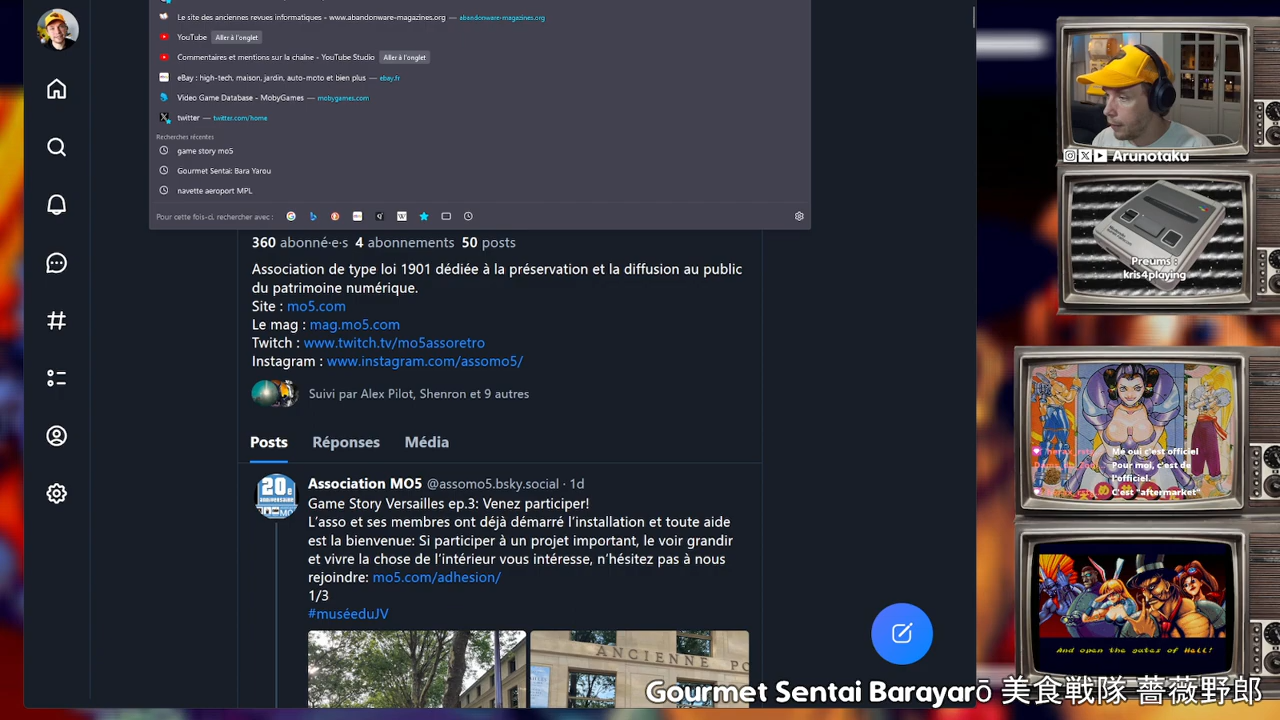 Le site des anciennes revues informatiques - www.abandonware-magazines.org — abandonware-magazines.org
YouTube Aller à l'onglet
Commentaires et mentions sur la chaîne - YouTube Studio Aller à l'onglet
eBay : high-tech, maison, jardin, auto-moto et bien plus — ebay.fr
Video Game Database - MobyGames — mobygames.com
twitter — twitter.com/home
Recherches récentes
game story mo5
Gourmet Sentai: Bara Yarou
navette aeroport MPL
Pour cette fois-ci, rechercher avec :
360 abonné·e·s 4 abonnements 50 posts
Association de type loi 1901 dédiée à la préservation et la diffusion au public
du patrimoine numérique.
Site : mo5.com
Le mag : mag.mo5.com
Twitch : www.twitch.tv/mo5assoretro
Instagram : www.instagram.com/assomo5/
Suivi par Alex Pilot, Shenron et 9 autres
Posts Réponses Média
20e
anniversaire
Association MO5 @assomo5.bsky.social · 1d
Game Story Versailles ep.3: Venez participer!
L'asso et ses membres ont déjà démarré l'installation et toute aide
est la bienvenue: Si participer à un projet important, le voir grandir
et vivre la chose de l'intérieur vous intéresse, n'hésitez pas à nous
rejoindre: mo5.com/adhesion/
1/3
#muséeduJV
ANCIENNE PO
Arunotaku
Preums :
kris4playing
Mé oui c'est officiel
Pour moi, c'est de
l'officiel.
C'est "aftermarket"
And open the gates of Hell!
Gourmet Sentai Barayarō 美食戦隊 薔薇野郎